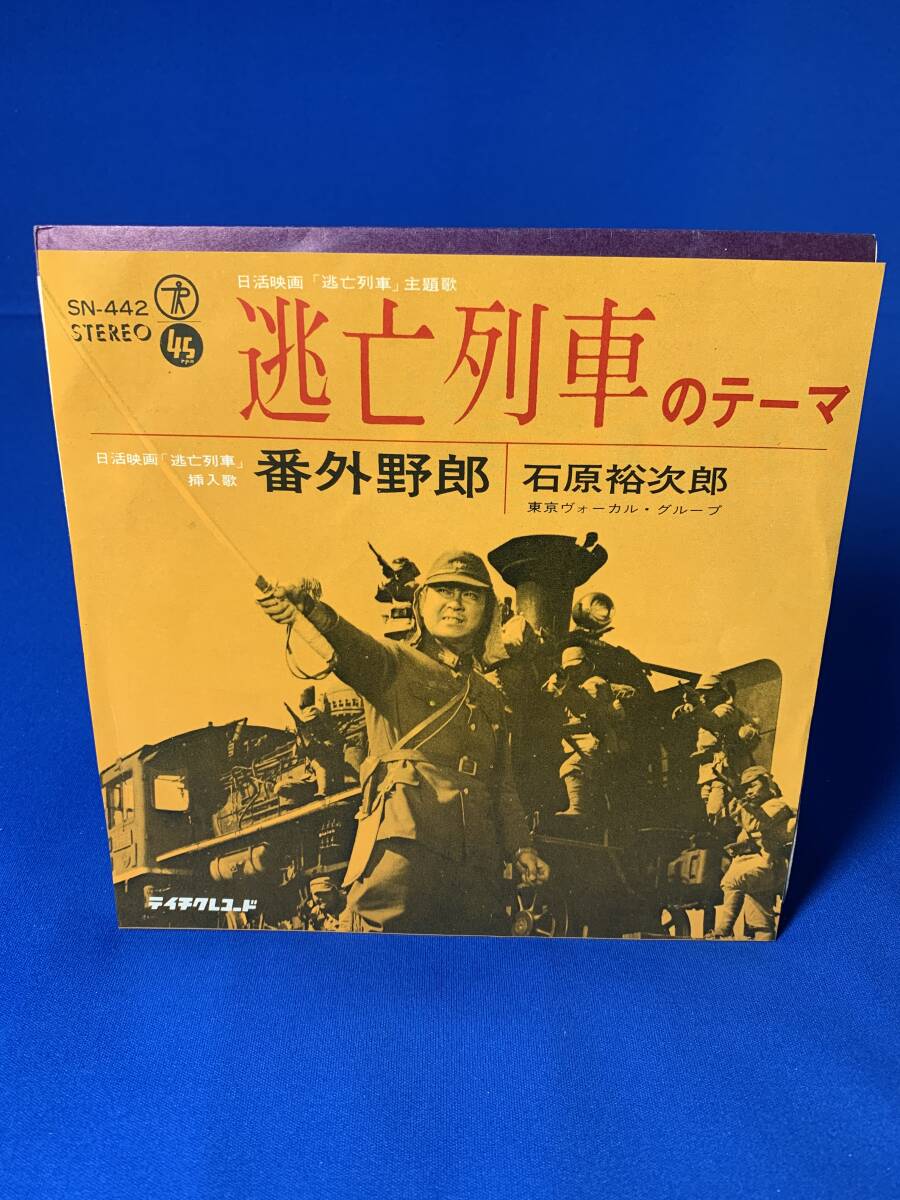 SN-442
STEREO
45
rpm
日活映画「逃亡列車」主題歌
逃亡列車のテーマ
日活映画「逃亡列車」
挿入歌
番外野郎
石原裕次郎
東京ヴォーカル・グループ
テイチクレコード